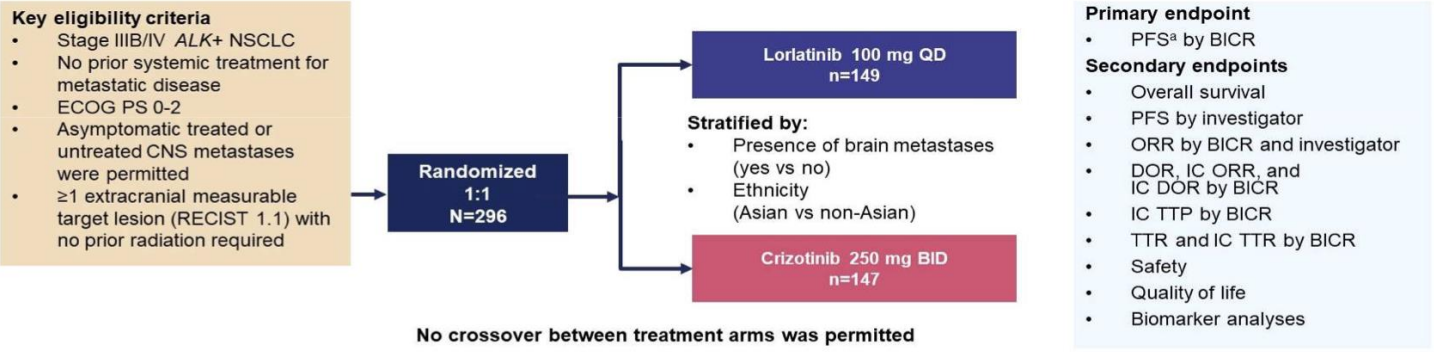 Key eligibility criteria
• Stage IIIB/IV ALK+ NSCLC
• No prior systemic treatment for
metastatic disease
• ECOG PS 0-2
• Asymptomatic treated or
untreated CNS metastases
were permitted
• ≥1 extracranial measurable
target lesion (RECIST 1.1) with
no prior radiation required
Randomized
1:1
N=296
Lorlatinib 100 mg QD
n=149
Stratified by:
• Presence of brain metastases
(yes vs no)
• Ethnicity
(Asian vs non-Asian)
Crizotinib 250 mg BID
n=147
No crossover between treatment arms was permitted
Primary endpoint
• PFSᵃ by BICR
Secondary endpoints
• Overall survival
• PFS by investigator
• ORR by BICR and investigator
• DOR, IC ORR, and
IC DOR by BICR
• IC TTP by BICR
• TTR and IC TTR by BICR
• Safety
• Quality of life
• Biomarker analyses